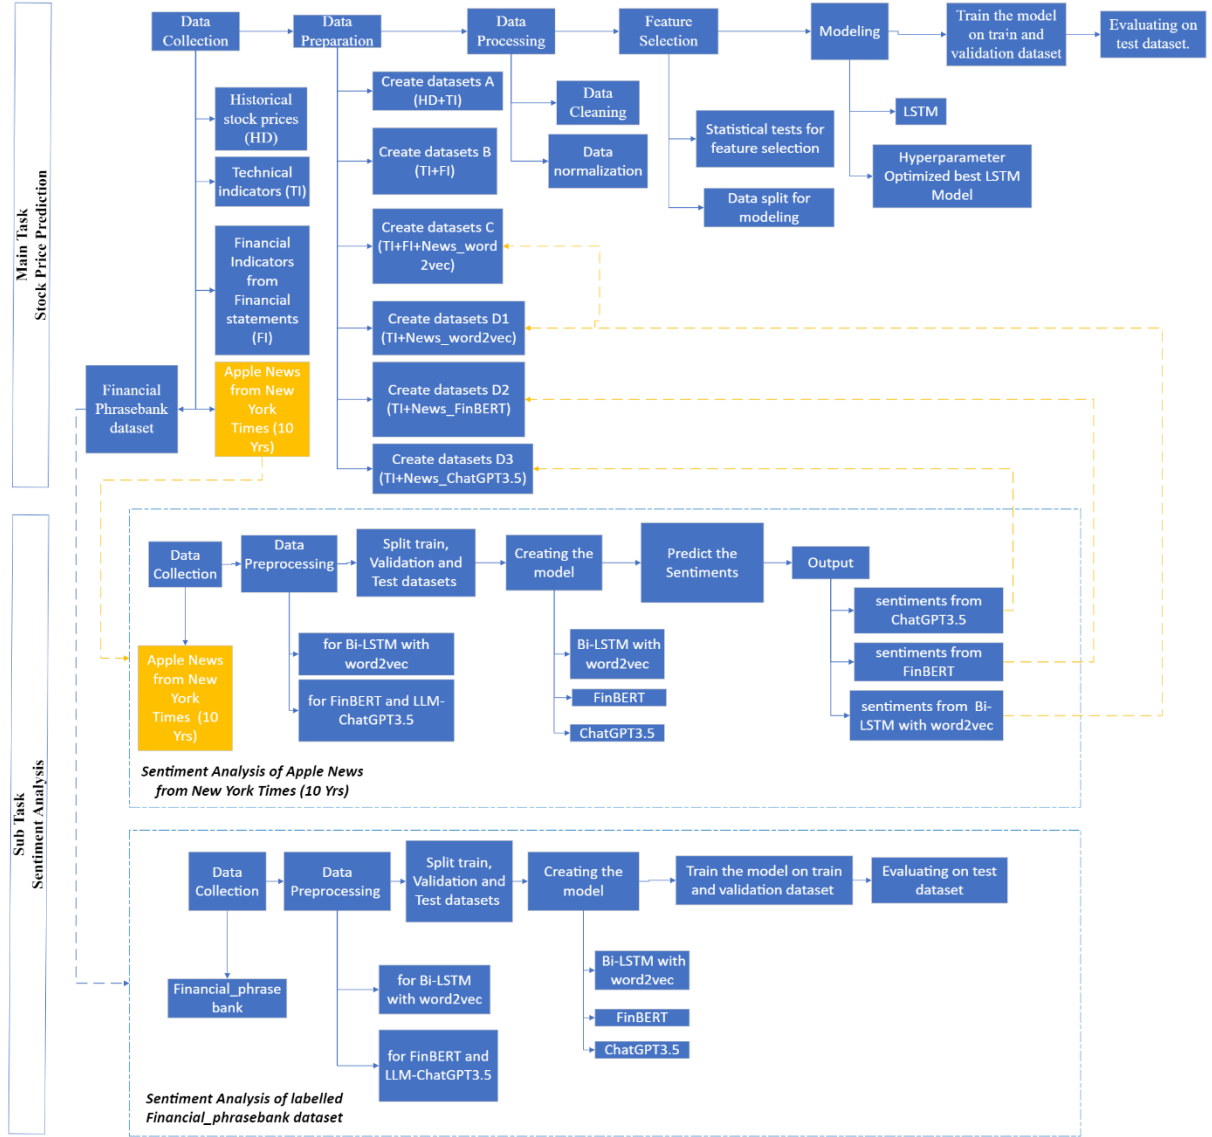 Main Task
Stock Price Prediction
Data
Collection
Data
Preparation
Data
Processing
Feature
Selection
Modeling
Train the model
on train and
validation dataset
Evaluating on
test dataset.
Historical
stock prices
(HD)
Technical
indicators (TI)
Financial
Indicators
from
Financial
statements
(FI)
Financial
Phrasebank
dataset
Apple News
from New
York
Times (10
Yrs)
Create datasets A
(HD+TI)
Create datasets B
(TI+FI)
Create datasets C
(TI+FI+News_word
2vec)
Create datasets D1
(TI+News_word2vec)
Create datasets D2
(TI+News_FinBERT)
Create datasets D3
(TI+News_ChatGPT3.5)
Data
Cleaning
Data
normalization
Statistical tests for
feature selection
Data split for
modeling
LSTM
Hyperparameter
Optimized best LSTM
Model
Sub Task
Sentiment Analysis
Data
Collection
Data
Preprocessing
Split train,
Validation and
Test datasets
Creating the
model
Predict the
Sentiments
Output
Apple News
from New
York
Times (10
Yrs)
for Bi-LSTM with
word2vec
for FinBERT and LLM-
ChatGPT3.5
Bi-LSTM with
word2vec
FinBERT
ChatGPT3.5
sentiments from
ChatGPT3.5
sentiments from
FinBERT
sentiments from Bi-
LSTM with word2vec
Sentiment Analysis of Apple News
from New York Times (10 Yrs)
Data
Collection
Data
Preprocessing
Split train,
Validation and
Test datasets
Creating the
model
Train the model on train
and validation dataset
Evaluating on test
dataset
Financial_phrase
bank
for Bi-LSTM
with word2vec
for FinBERT and
LLM-ChatGPT3.5
Bi-LSTM with
word2vec
FinBERT
ChatGPT3.5
Sentiment Analysis of labelled
Financial_phrasebank dataset